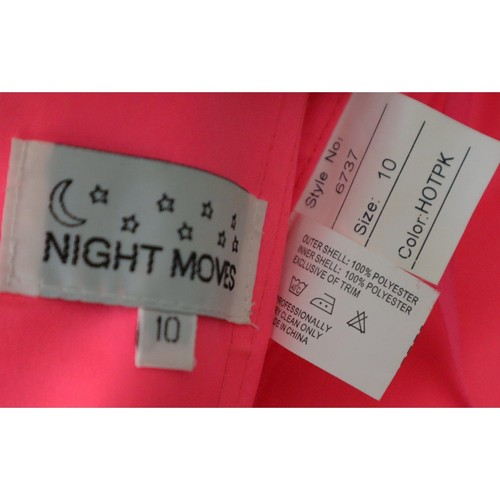 NIGHT MOVES
10
Style No:
6737
Size: 10
Color: HOTPK
OUTER SHELL: 100% POLYESTER
INNER SHELL: 100% POLYESTER
EXCLUSIVE OF TRIM
PROFESSIONALLY
DRY CLEAN ONLY
MADE IN CHINA